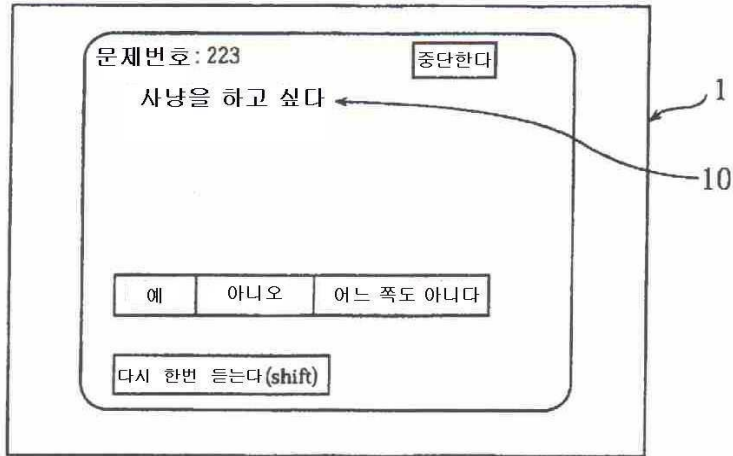 문제번호: 223
중단한다
사냥을 하고 싶다
1
10
예
아니오
어느 쪽도 아니다
다시 한번 듣는다(shift)